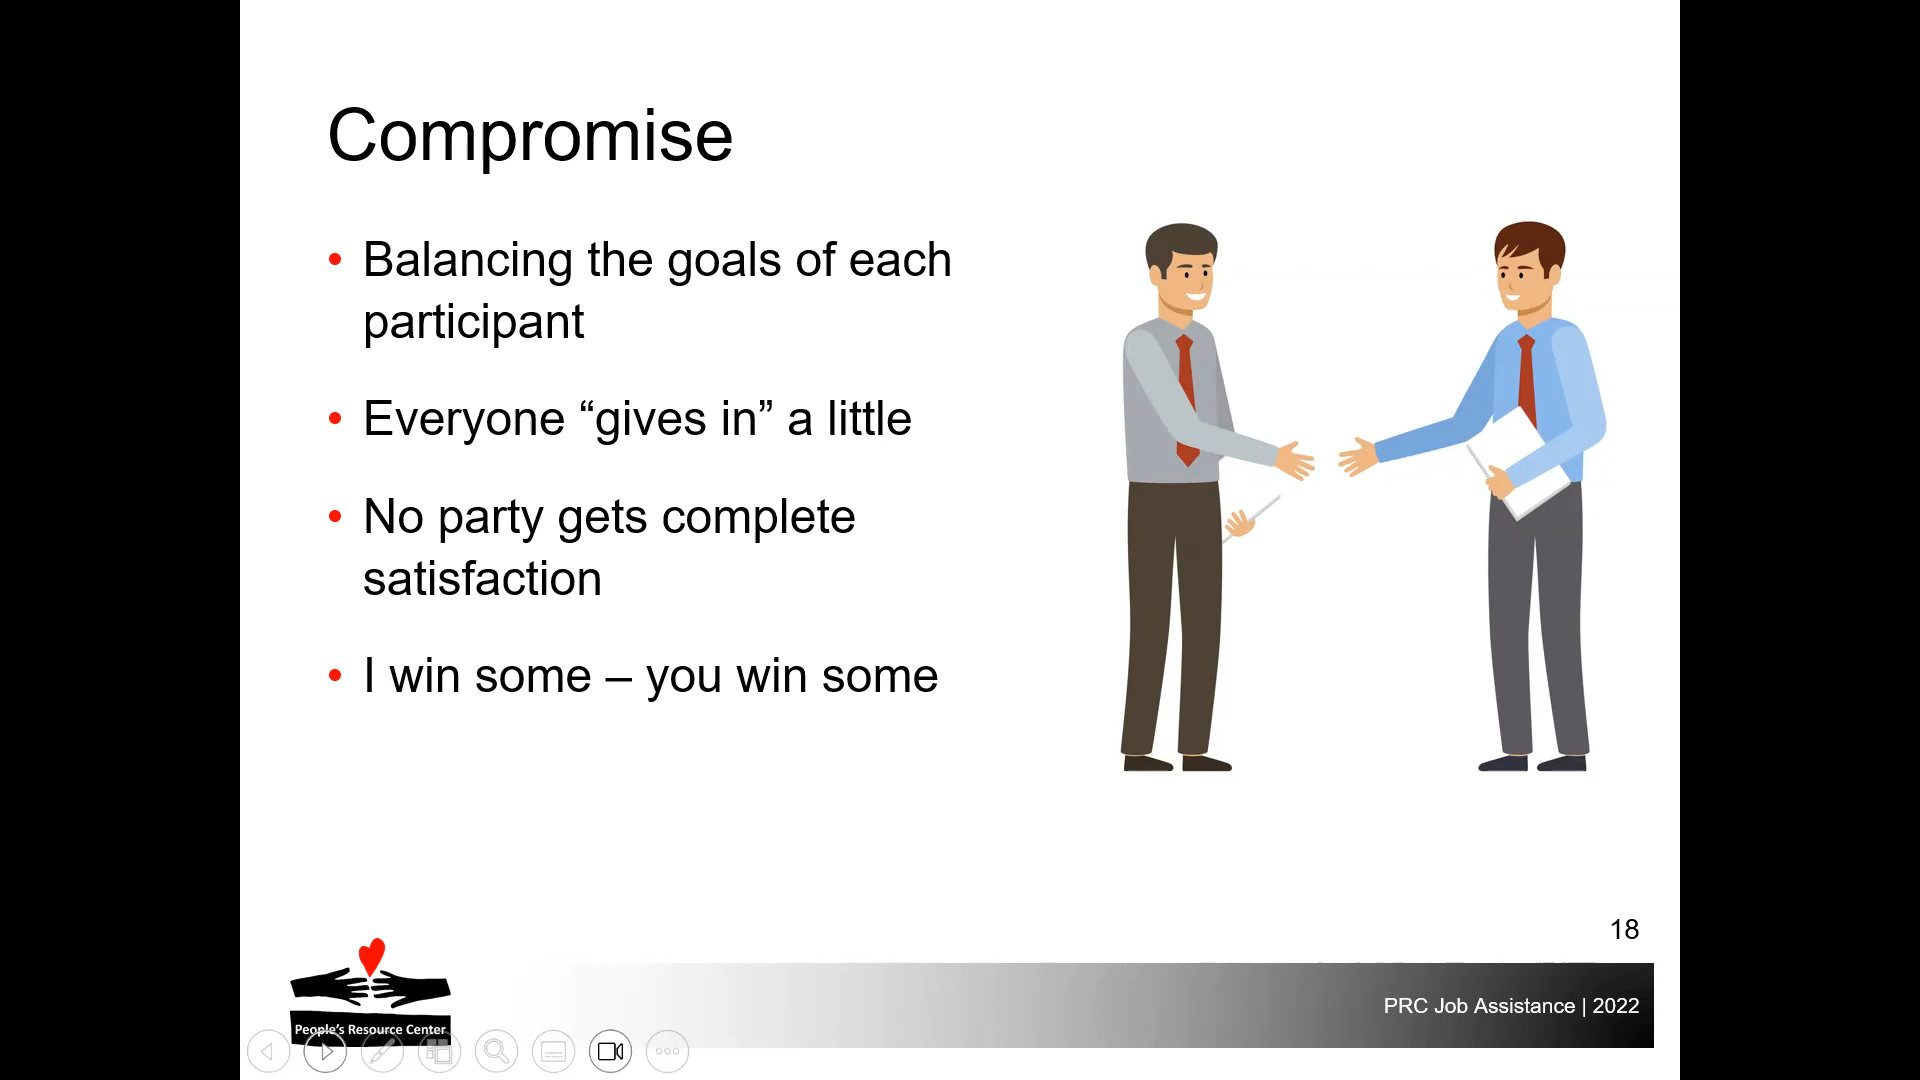 Compromise
• Balancing the goals of each
participant
• Everyone “gives in” a little
• No party gets complete
satisfaction
• I win some – you win some
18
People's Resource Center
PRC Job Assistance | 2022